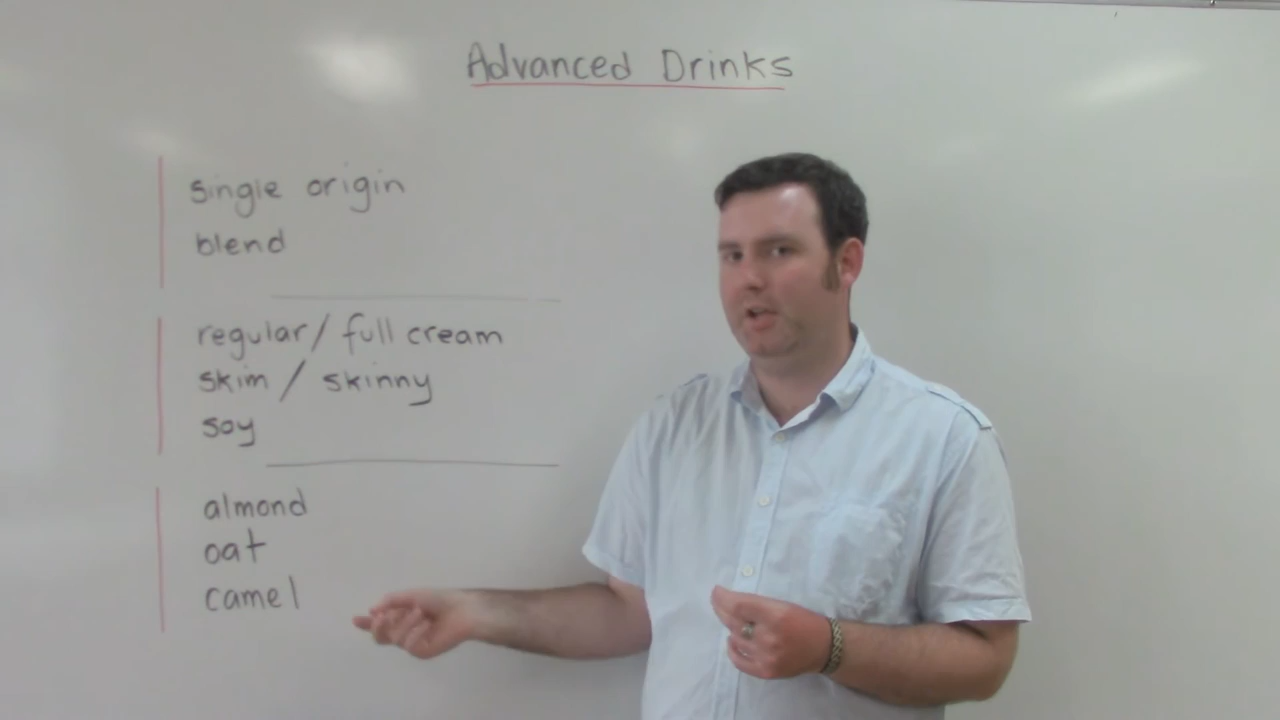 Advanced Drinks
single origin
blend
regular/ full cream
skim / skinny
soy
almond
oat
camel